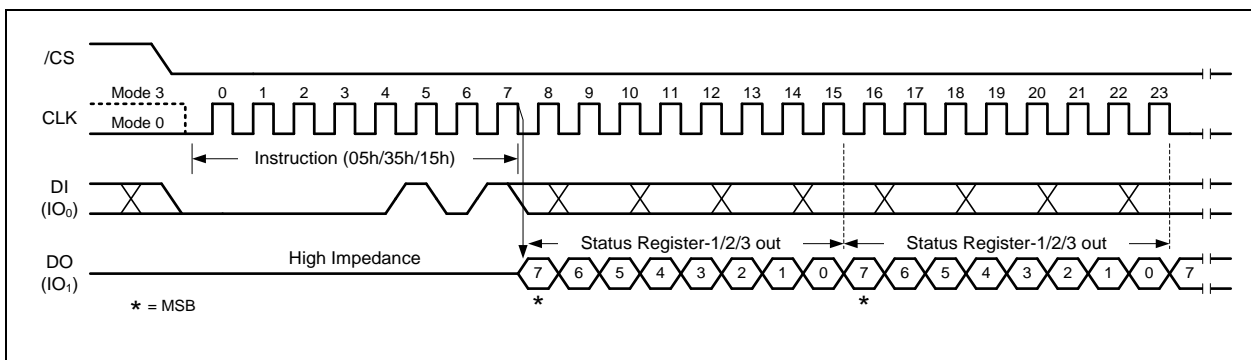 /CS
Mode 3
0 1 2 3 4 5 6 7 8 9 10 11 12 13 14 15 16 17 18 19 20 21 22 23
CLK
Mode 0
Instruction (05h/35h/15h)
DI
(IO₀)
Status Register-1/2/3 out Status Register-1/2/3 out
High Impedance
DO
(IO₁)
7 6 5 4 3 2 1 0 7 6 5 4 3 2 1 0 7
* *
* = MSB